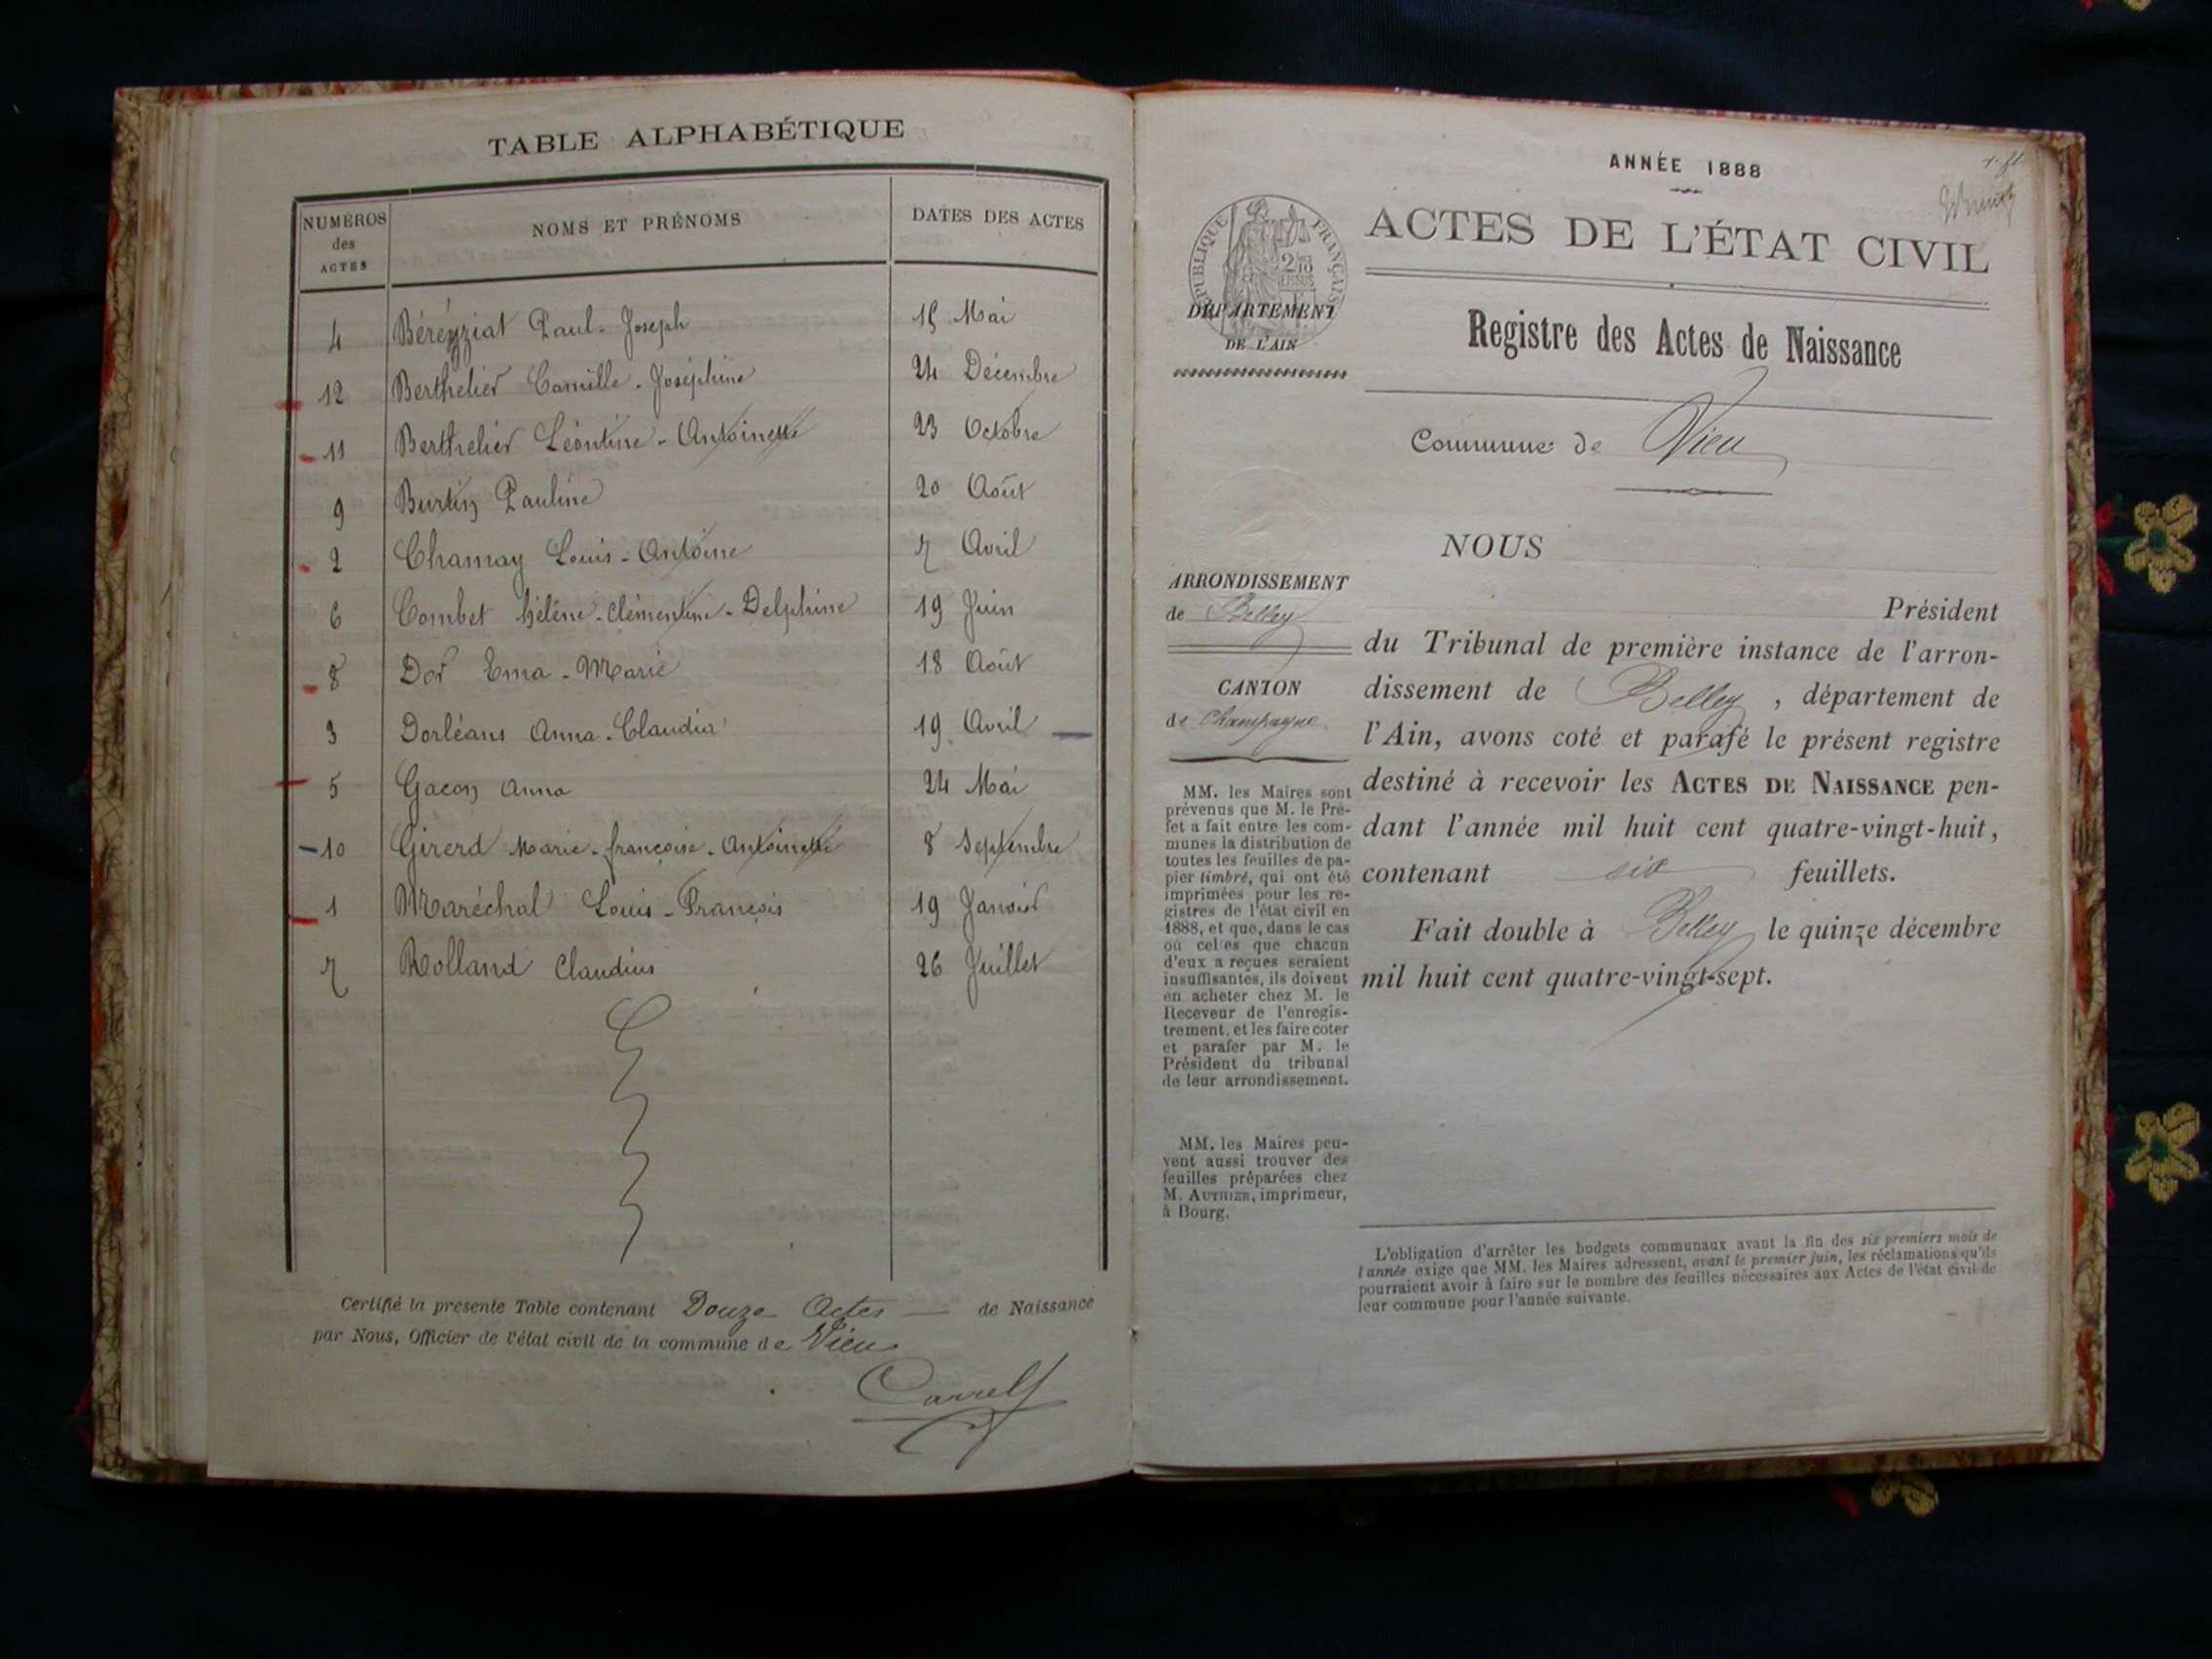 TABLE ALPHABÉTIQUE
NUMÉROS des ACTES NOMS ET PRÉNOMS DATES DES ACTES
4 Béréyziat Paul-Joseph 15 Mai
12 Berthelier Camille-Joséphine 24 Décembre
11 Berthelier Léontine-Antoinette 23 Octobre
9 Burtin Pauline 20 Août
2 Chamay Louis-Antoine 7 Avril
6 Combet hélène-clémentine-Delphine 19 Juin
8 Dor Ema-Marie 18 Août
3 Dorléans Anna-Claudia 19 Avril
5 Gacon Anna 24 Mai
10 Girerd Marie-françoise-Antoinette 8 Septembre
1 Maréchal Louis-François 19 Janvier
7 Rolland Claudius 26 Juillet
Certifié la présente Table contenant Douze Actes de Naissance
par Nous, Officier de l'état civil de la commune de Vieu
Carrel
ANNÉE 1888
ACTES DE L'ÉTAT CIVIL
RÉPUBLIQUE FRANÇAISE
DÉPARTEMENT
DE L'AIN
Registre des Actes de Naissance
Commune de Vieu
NOUS
ARRONDISSEMENT
de Belley
CANTON
de Champagne
MM. les Maires sont
prévenus que M. le Pré-
fet a fait entre les com-
munes la distribution de
toutes les feuilles de pa-
pier timbré, qui ont été
imprimées pour les re-
gistres de l'état civil en
1888, et que, dans le cas
où celles que chacun
d'eux a reçues seraient
insuffisantes, ils doivent
en acheter chez M. le
Receveur de l'enregis-
trement, et les faire coter
et parafer par M. le
Président du tribunal
de leur arrondissement.
MM. les Maires peu-
vent aussi trouver des
feuilles préparées chez
M. AUTHIER, imprimeur,
à Bourg.
Président
du Tribunal de première instance de l'arron-
dissement de Belley, département de
l'Ain, avons coté et parafé le présent registre
destiné à recevoir les ACTES DE NAISSANCE pen-
dant l'année mil huit cent quatre-vingt-huit,
contenant six feuillets.
Fait double à Belley le quinze décembre
mil huit cent quatre-vingt-sept.
L'obligation d'arrêter les budgets communaux avant la fin des six premiers mois de
l'année exige que MM. les Maires adressent, avant le premier juin, les réclamations qu'ils
pourraient avoir à faire sur le nombre des feuilles nécessaires aux Actes de l'état civil de
leur commune pour l'année suivante.